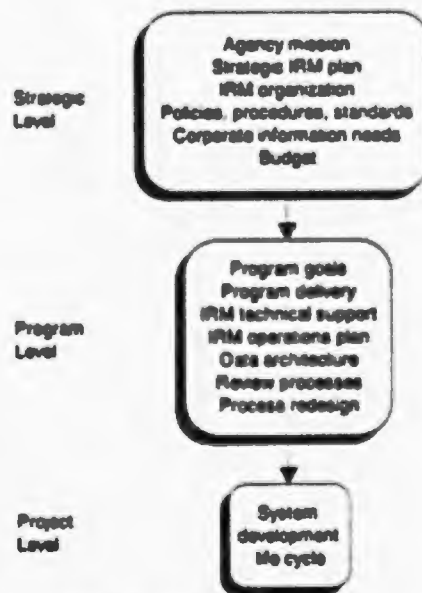 Strategic
Level
Agency mission
Strategic IRM plan
IRM organization
Policies, procedures, standards
Corporate information needs
Budget
Program
Level
Program goals
Program delivery
IRM technical support
IRM operations plan
Data architecture
Review processes
Process redesign
Project
Level
System
development
life cycle